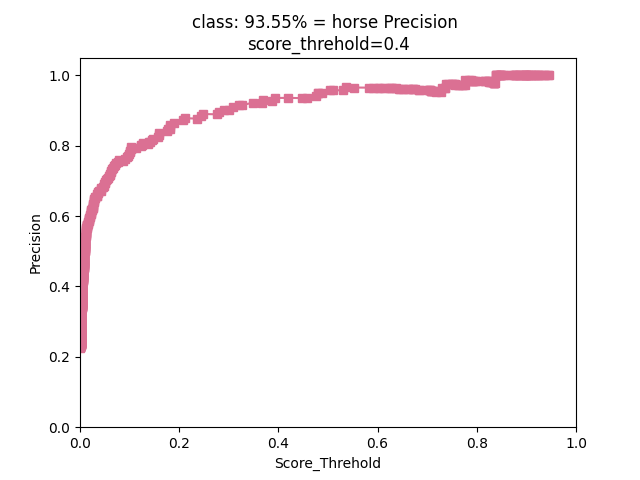 class: 93.55% = horse Precision
score_threhold=0.4
1.0
0.8
0.6
0.4
0.2
0.0
Precision
0.0 0.2 0.4 0.6 0.8 1.0
Score_Threhold